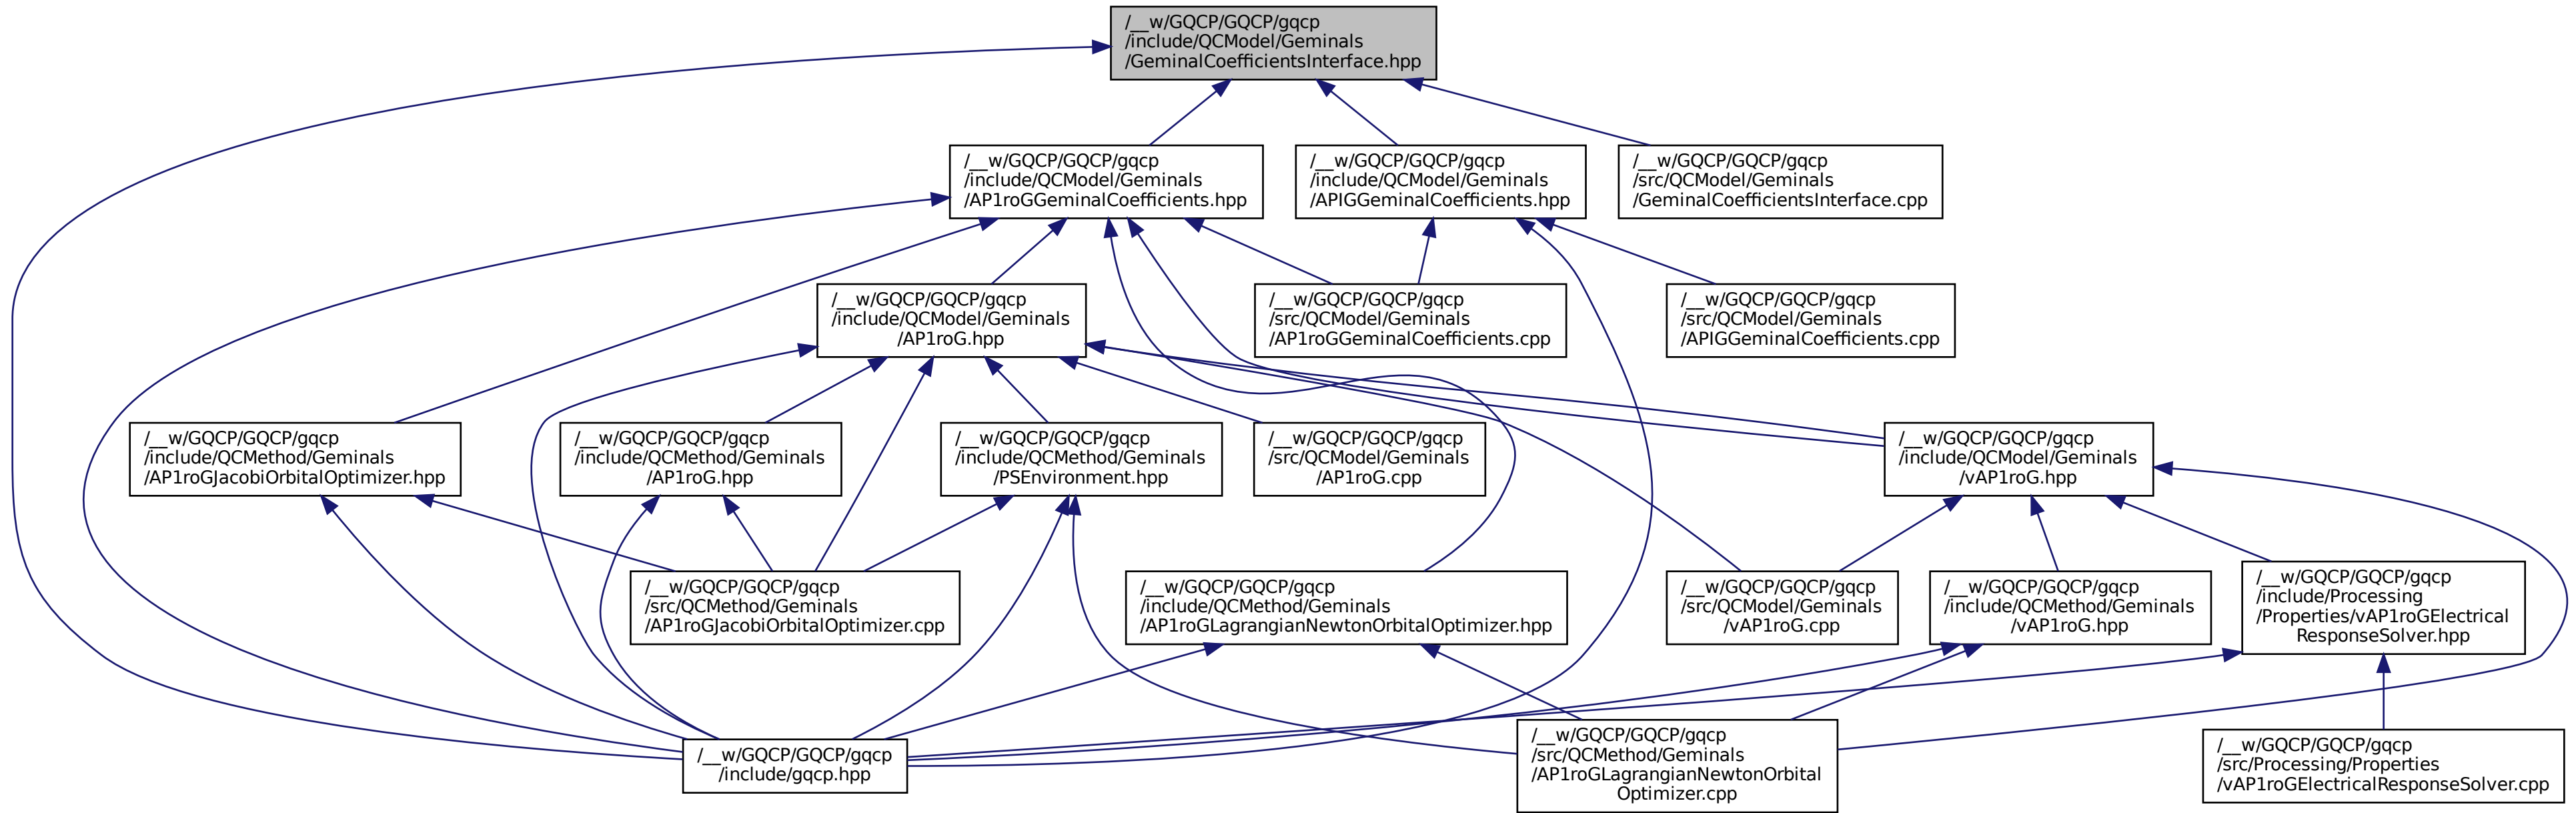 /__w/GQCP/GQCP/gqcp
/include/QCModel/Geminals
/GeminalCoefficientsInterface.hpp
/__w/GQCP/GQCP/gqcp
/include/QCModel/Geminals
/AP1roGGeminalCoefficients.hpp
/__w/GQCP/GQCP/gqcp
/include/QCModel/Geminals
/APIGGeminalCoefficients.hpp
/__w/GQCP/GQCP/gqcp
/src/QCModel/Geminals
/GeminalCoefficientsInterface.cpp
/__w/GQCP/GQCP/gqcp
/include/QCModel/Geminals
/AP1roG.hpp
/__w/GQCP/GQCP/gqcp
/src/QCModel/Geminals
/AP1roGGeminalCoefficients.cpp
/__w/GQCP/GQCP/gqcp
/src/QCModel/Geminals
/APIGGeminalCoefficients.cpp
/__w/GQCP/GQCP/gqcp
/include/QCMethod/Geminals
/AP1roGJacobiOrbitalOptimizer.hpp
/__w/GQCP/GQCP/gqcp
/include/QCMethod/Geminals
/AP1roG.hpp
/__w/GQCP/GQCP/gqcp
/include/QCMethod/Geminals
/PSEnvironment.hpp
/__w/GQCP/GQCP/gqcp
/src/QCModel/Geminals
/AP1roG.cpp
/__w/GQCP/GQCP/gqcp
/include/QCModel/Geminals
/vAP1roG.hpp
/__w/GQCP/GQCP/gqcp
/src/QCMethod/Geminals
/AP1roGJacobiOrbitalOptimizer.cpp
/__w/GQCP/GQCP/gqcp
/include/QCMethod/Geminals
/AP1roGLagrangianNewtonOrbitalOptimizer.hpp
/__w/GQCP/GQCP/gqcp
/src/QCModel/Geminals
/vAP1roG.cpp
/__w/GQCP/GQCP/gqcp
/include/QCMethod/Geminals
/vAP1roG.hpp
/__w/GQCP/GQCP/gqcp
/include/Processing
/Properties/vAP1roGElectrical
ResponseSolver.hpp
/__w/GQCP/GQCP/gqcp
/include/gqcp.hpp
/__w/GQCP/GQCP/gqcp
/src/QCMethod/Geminals
/AP1roGLagrangianNewtonOrbital
Optimizer.cpp
/__w/GQCP/GQCP/gqcp
/src/Processing/Properties
/vAP1roGElectricalResponseSolver.cpp